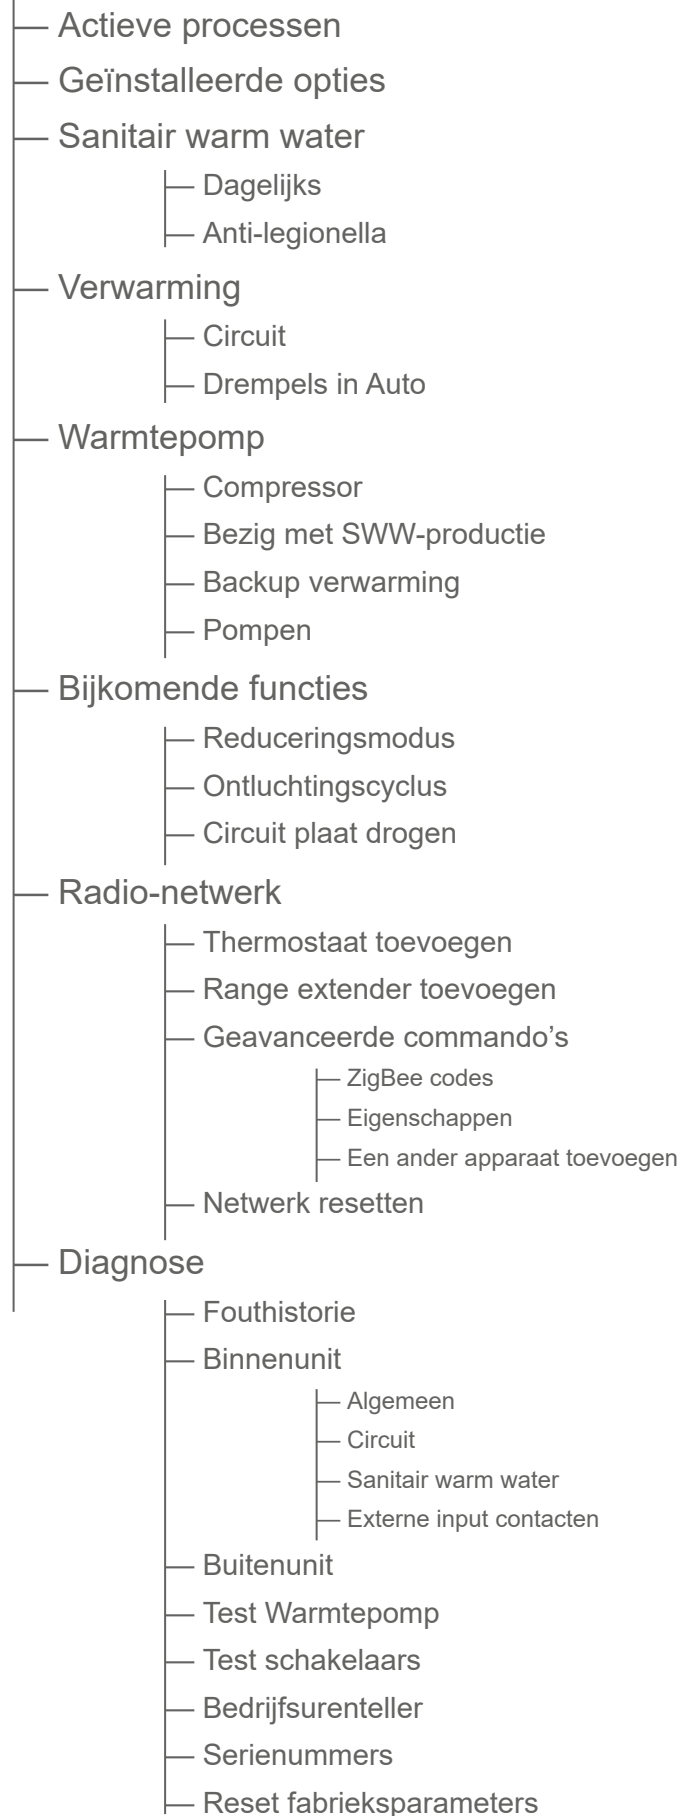 Actieve processen
Geïnstalleerde opties
Sanitair warm water
Dagelijks
Anti-legionella
Verwarming
Circuit
Drempels in Auto
Warmtepomp
Compressor
Bezig met SWW-productie
Backup verwarming
Pompen
Bijkomende functies
Reduceringsmodus
Ontluchtingscyclus
Circuit plaat drogen
Radio-netwerk
Thermostaat toevoegen
Range extender toevoegen
Geavanceerde commando’s
ZigBee codes
Eigenschappen
Een ander apparaat toevoegen
Netwerk resetten
Diagnose
Fouthistorie
Binnenunit
Algemeen
Circuit
Sanitair warm water
Externe input contacten
Buitenunit
Test Warmtepomp
Test schakelaars
Bedrijfsurenteller
Serienummers
Reset fabrieksparameters